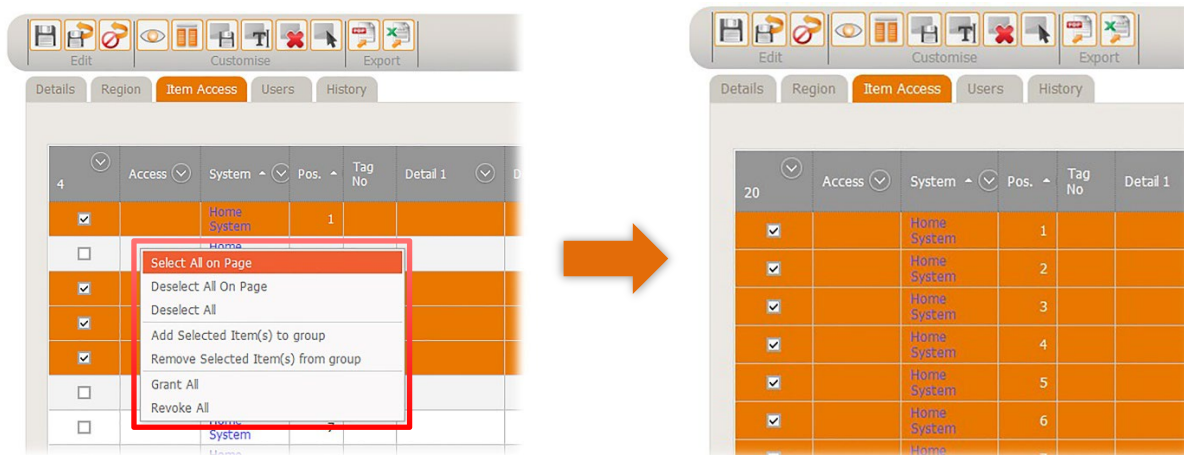 Edit Customise Export
Details Region Item Access Users History
4 Access System Pos. Tag No Detail 1
Home System 1
Home
Select All on Page
Deselect All On Page
Deselect All
Add Selected Item(s) to group
Remove Selected Item(s) from group
Grant All
Revoke All
System
Home
Edit Customise Export
Details Region Item Access Users History
20 Access System Pos. Tag No Detail 1
Home System 1
Home System 2
Home System 3
Home System 4
Home System 5
Home System 6
Home